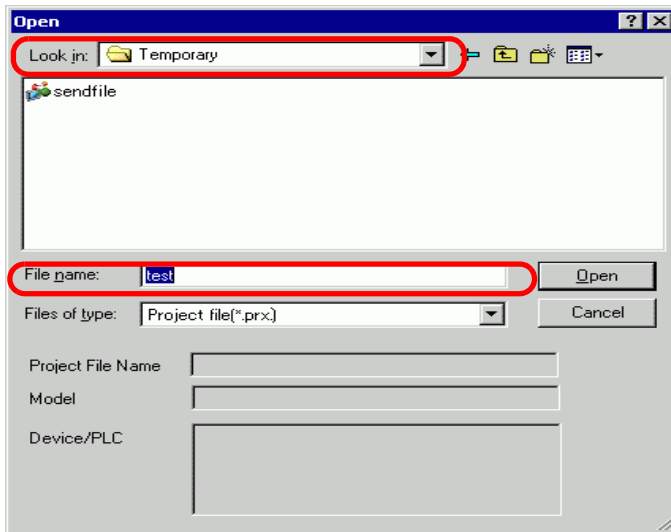 Open
Look in: Temporary
sendfile
File name: test Open
Files of type: Project file(*.prx.) Cancel
Project File Name
Model
Device/PLC